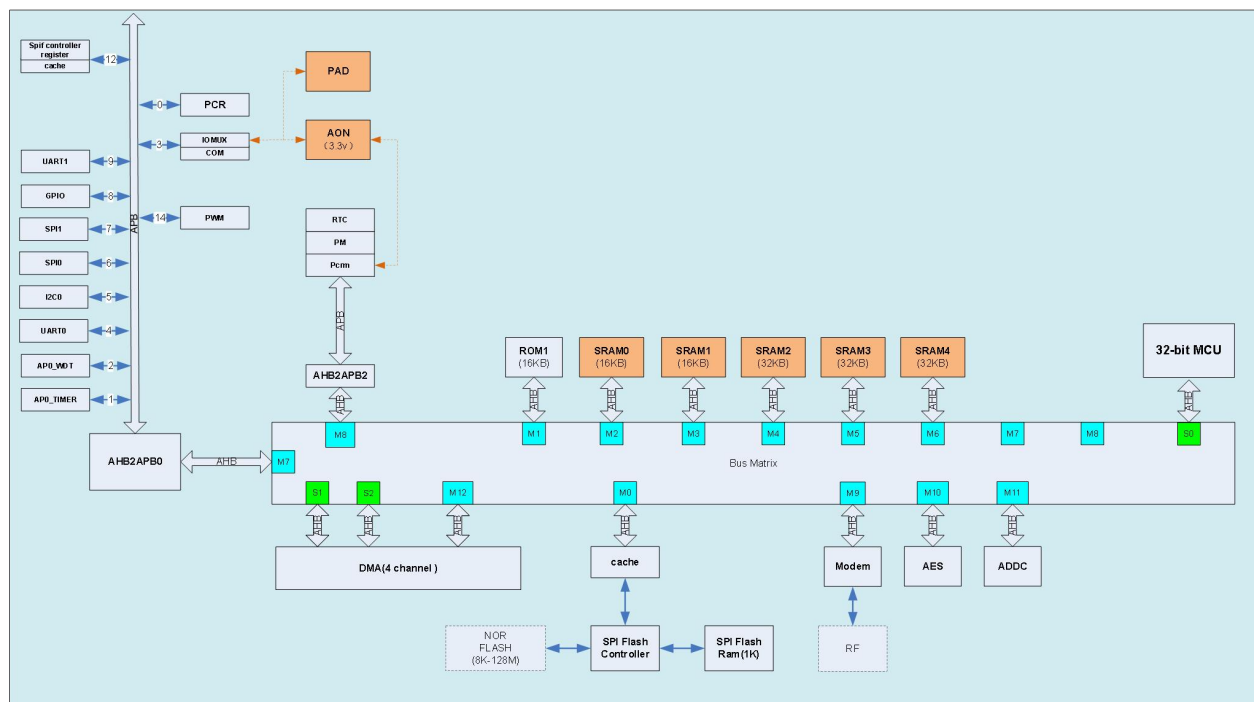 Spif controller
register
cache
12
PAD
0
PCR
3
IOMUX
COM
AON
(3.3v)
UART1
9
GPIO
8
14
PWM
SPI1
7
APB
SPI0
6
I2C0
5
UART0
4
AP0_WDT
2
AP0_TIMER
1
RTC
PM
Pcrm
APB
AHB2APB2
AHB
ROM1
(16KB)
SRAM0
(16KB)
SRAM1
(16KB)
SRAM2
(32KB)
SRAM3
(32KB)
SRAM4
(32KB)
32-bit MCU
AHB
AHB
AHB
AHB
AHB
AHB
AHB
M8
M1
M2
M3
M4
M5
M6
M7
M8
S0
AHB2APB0
AHB
M7
Bus Matrix
S1
S2
M12
M0
M9
M10
M11
AHB
AHB
AHB
AHB
AHB
AHB
AHB
DMA(4 channel )
cache
Modem
AES
ADDC
NOR
FLASH
(8K-128M)
SPI Flash
Controller
SPI Flash
Ram(1K)
RF